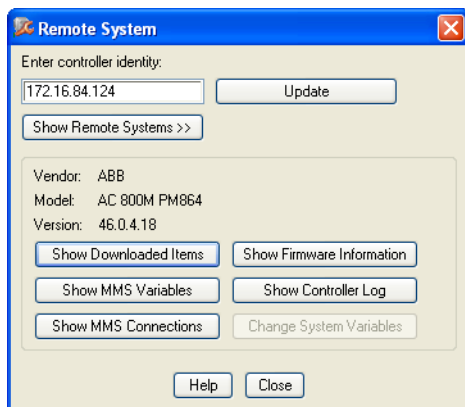 Remote System
Enter controller identity:
172.16.84.124 Update
Show Remote Systems >>
Vendor: ABB
Model: AC 800M PM864
Version: 46.0.4.18
Show Downloaded Items Show Firmware Information
Show MMS Variables Show Controller Log
Show MMS Connections Change System Variables
Help Close